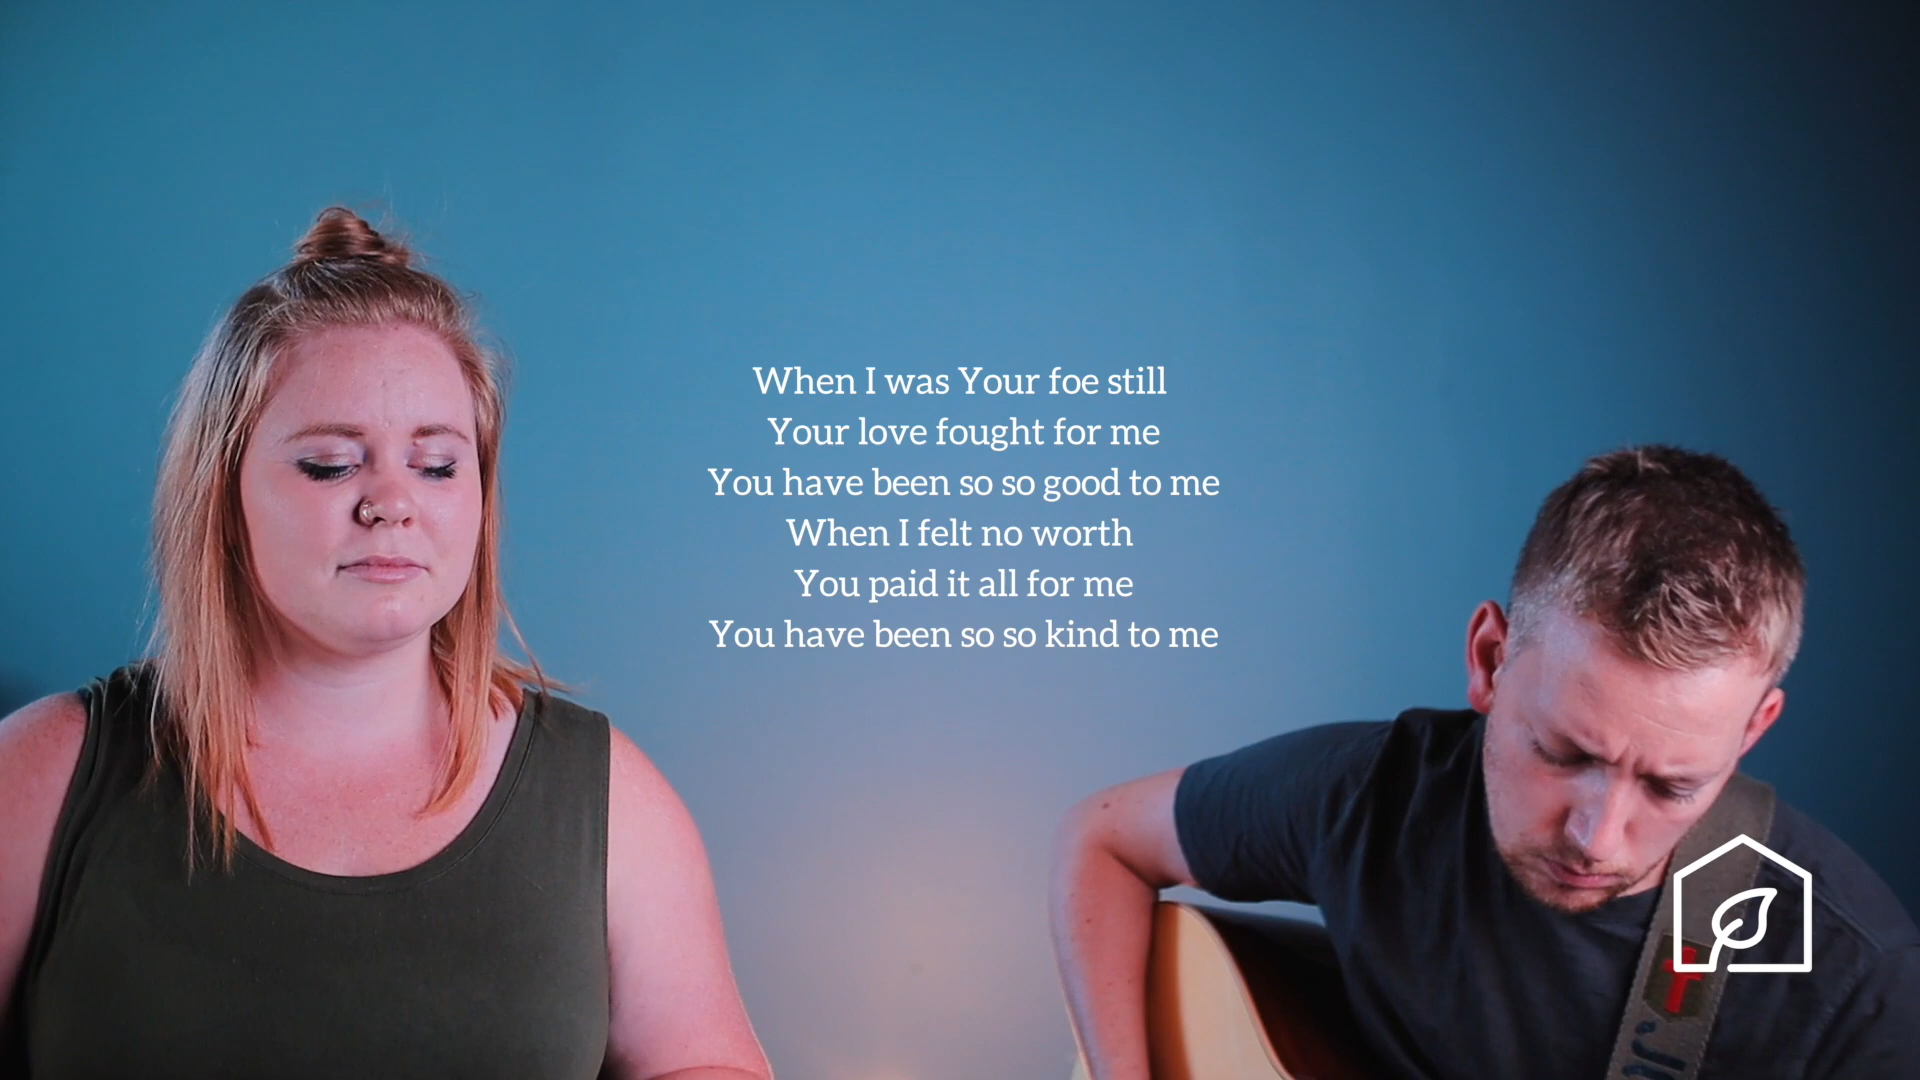 When I was Your foe still
Your love fought for me
You have been so so good to me
When I felt no worth
You paid it all for me
You have been so so kind to me